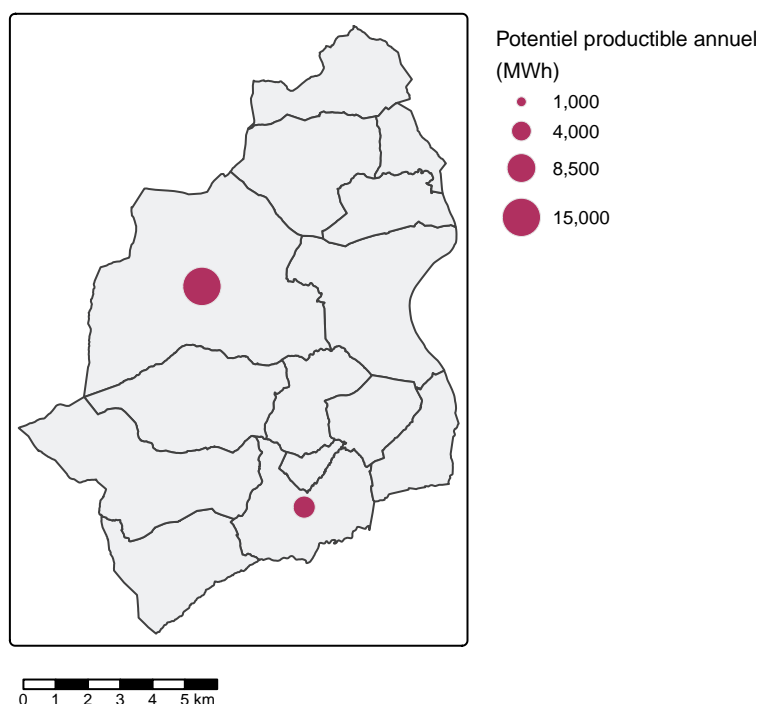 Potentiel productible annuel
(MWh)
1,000
4,000
8,500
15,000
0 1 2 3 4 5 km